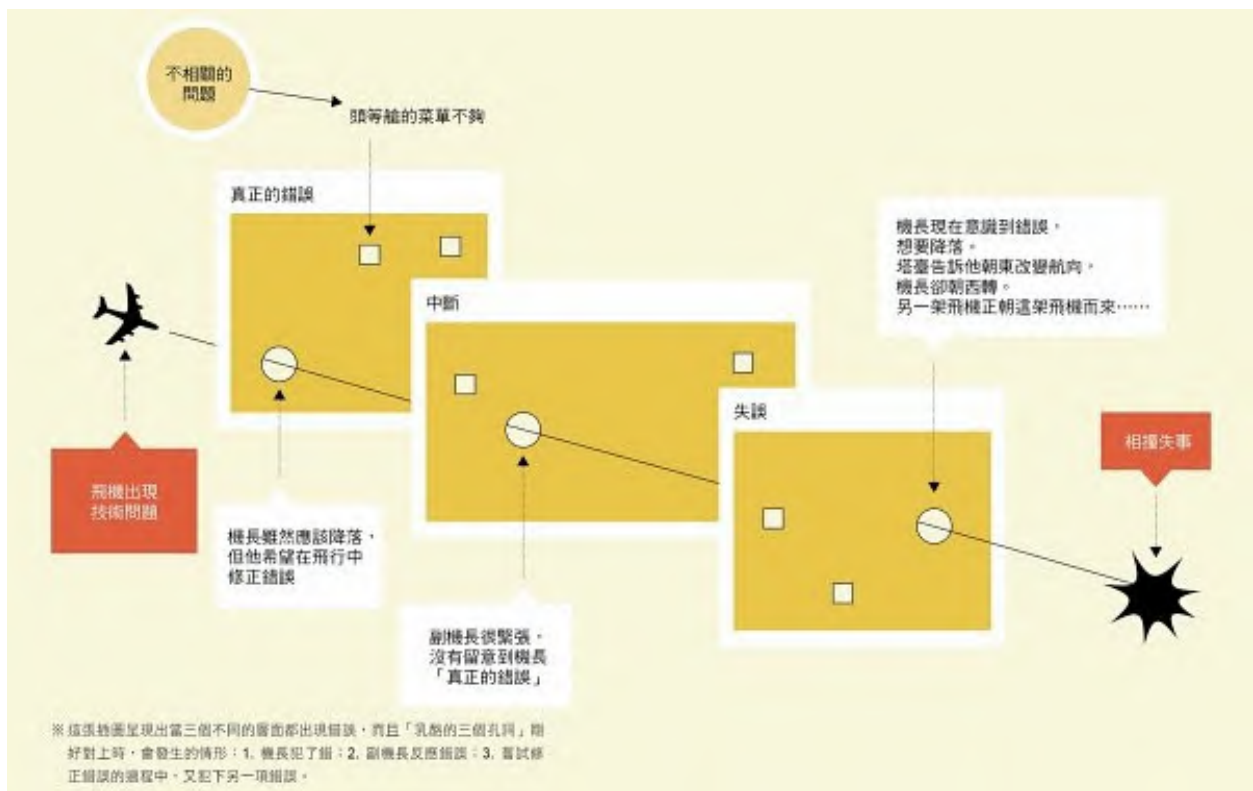 不相關的
問題
頭等艙的菜單不夠
真正的錯誤
機長現在意識到錯誤，
想要降落。
塔臺告訴他朝東改變航向，
機長卻朝西轉。
另一架飛機正朝這架飛機而來……
中斷
失誤
相撞失事
飛機出現
技術問題
機長雖然應該降落，
但他希望在飛行中
修正錯誤
副機長很緊張，
沒有留意到機長
「真正的錯誤」
※ 這張插圖呈現出當三個不同的層面都出現錯誤，而且「乳酪的三個孔洞」剛
好對上時，會發生的情形：1. 機長犯了錯；2. 副機長反應錯誤；3. 嘗試修
正錯誤的過程中，又犯下另一項錯誤。